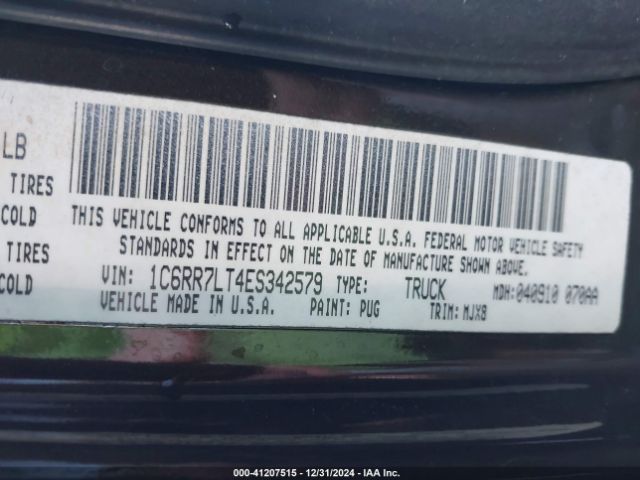 LB
TIRES
COLD
TIRES
COLD
THIS VEHICLE CONFORMS TO ALL APPLICABLE U.S.A. FEDERAL MOTOR VEHICLE SAFETY
STANDARDS IN EFFECT ON THE DATE OF MANUFACTURE SHOWN ABOVE.
VIN: 1C6RR7LT4ES342579 TYPE: TRUCK MDH: 040910 070AA
VEHICLE MADE IN U.S.A. PAINT: PUG TRIM: MJX8
000-41207515 - 12/31/2024 - IAA Inc.